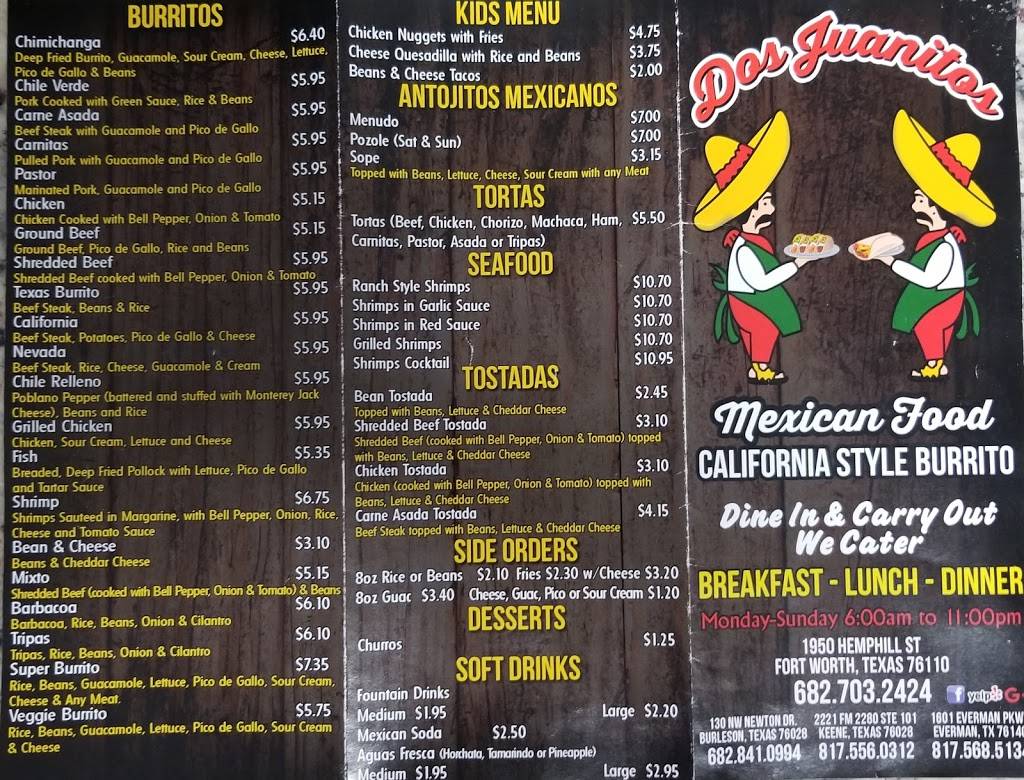 BURRITOS
Chimichanga $6.40
Deep Fried Burrito, Guacamole, Sour Cream, Cheese, Lettuce,
Pico de Gallo & Beans
Chile Verde $5.95
Pork Cooked with Green Sauce, Rice & Beans
Carne Asada $5.95
Beef Steak with Guacamole and Pico de Gallo
Carnitas $5.95
Pulled Pork with Guacamole and Pico de Gallo
Pastor $5.95
Marinated Pork, Guacamole and Pico de Gallo
Chicken $5.15
Chicken Cooked with Bell Pepper, Onion & Tomato
Ground Beef $5.15
Ground Beef, Pico de Gallo, Rice and Beans
Shredded Beef $5.95
Shredded Beef cooked with Bell Pepper, Onion & Tomato
Texas Burrito $5.95
Beef Steak, Beans & Rice
California $5.95
Beef Steak, Potatoes, Pico de Gallo & Cheese
Nevada $5.95
Beef Steak, Rice, Cheese, Guacamole & Cream
Chile Relleno $5.95
Poblano Pepper (battered and stuffed with Monterey Jack
Cheese), Beans and Rice
Grilled Chicken $5.95
Chicken, Sour Cream, Lettuce and Cheese
Fish $5.35
Breaded, Deep Fried Pollock with Lettuce, Pico de Gallo
and Tartar Sauce
Shrimp $6.75
Shrimps Sauteed in Margarine, with Bell Pepper, Onion, Rice,
Cheese and Tomato Sauce
Bean & Cheese $3.10
Beans & Cheddar Cheese
Mixto $5.15
Shredded Beef (cooked with Bell Pepper, Onion & Tomato) & Beans
Barbacoa $6.10
Barbacoa, Rice, Beans, Onion & Cilantro
Tripas $6.10
Tripas, Rice, Beans, Onion & Cilantro
Super Burrito $7.35
Rice, Beans, Guacamole, Lettuce, Pico de Gallo, Sour Cream,
Cheese & Any Meat.
Veggie Burrito $5.75
Rice, Beans, Guacamole, Lettuce, Pico de Gallo, Sour Cream
& Cheese
KIDS MENU
Chicken Nuggets with Fries $4.75
Cheese Quesadilla with Rice and Beans $3.75
Beans & Cheese Tacos $2.00
ANTOJITOS MEXICANOS
Menudo $7.00
Pozole (Sat & Sun) $7.00
Sope $3.15
Topped with Beans, Lettuce, Cheese, Sour Cream with any Meat
TORTAS
Tortas (Beef, Chicken, Chorizo, Machaca, Ham, $5.50
Carnitas, Pastor, Asada or Tripas)
SEAFOOD
Ranch Style Shrimps $10.70
Shrimps in Garlic Sauce $10.70
Shrimps in Red Sauce $10.70
Grilled Shrimps $10.70
Shrimps Cocktail $10.95
TOSTADAS
Bean Tostada $2.45
Topped with Beans, Lettuce & Cheddar Cheese
Shredded Beef Tostada $3.10
Shredded Beef (cooked with Bell Pepper, Onion & Tomato) topped
with Beans, Lettuce & Cheddar Cheese
Chicken Tostada $3.10
Chicken (cooked with Bell Pepper, Onion & Tomato) topped with
Beans, Lettuce & Cheddar Cheese
Carne Asada Tostada $4.15
Beef Steak topped with Beans, Lettuce & Cheddar Cheese
SIDE ORDERS
8oz Rice or Beans $2.10 Fries $2.30 w/Cheese $3.20
8oz Guac $3.40 Cheese, Guac, Pico or Sour Cream $1.20
DESSERTS
Churros $1.25
SOFT DRINKS
Fountain Drinks
Medium $1.95 Large $2.20
Mexican Soda $2.50
Aguas Fresca (Horchata, Tamarindo or Pineapple)
Medium $1.95 Large $2.95
Dos Juanitos
Mexican Food
CALIFORNIA STYLE BURRITO
Dine In & Carry Out
We Cater
BREAKFAST - LUNCH - DINNER
Monday-Sunday 6:00am to 11:00pm
1950 HEMPHILL ST
FORT WORTH, TEXAS 76110
682.703.2424 f yelp G
130 NW NEWTON DR.
BURLESON, TEXAS 76028
682.841.0994
2221 FM 2280 STE 101
KEENE, TEXAS 76028
817.556.0312
1601 EVERMAN PKW
EVERMAN, TX 7614
817.568.513